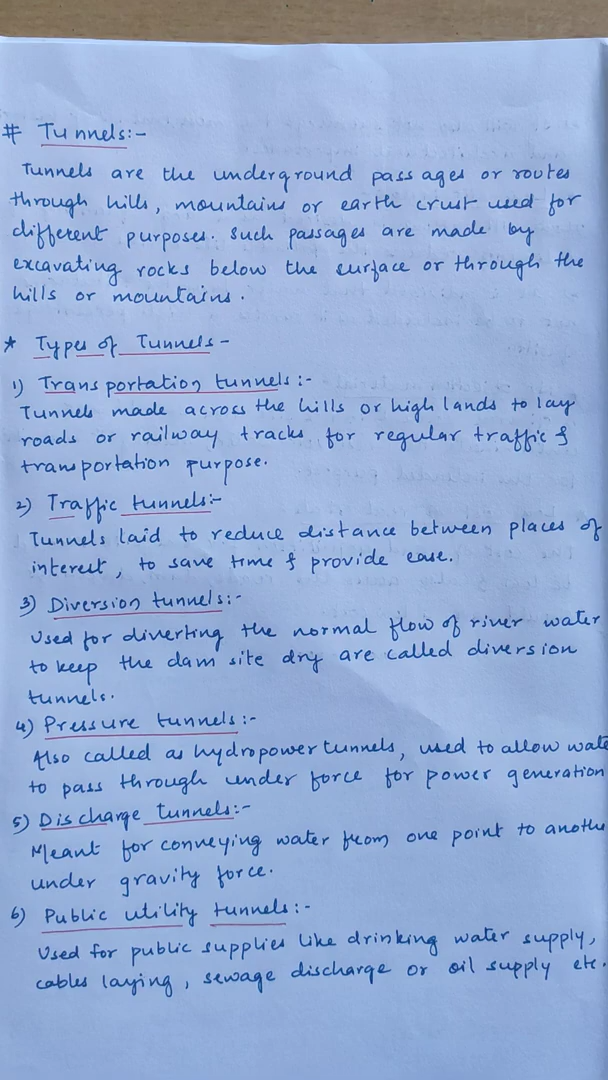 # Tunnels:-
Tunnels are the underground passages or routes
through hills, mountains or earth crust used for
different purposes. Such passages are made by
excavating rocks below the surface or through the
hills or mountains.
* Types of Tunnels-
1) Transportation tunnels:-
Tunnels made across the hills or high lands to lay
roads or railway tracks for regular traffic &
transportation purpose.
2) Traffic tunnels:-
Tunnels laid to reduce distance between places of
interest, to save time & provide ease.
3) Diversion tunnels:-
Used for diverting the normal flow of river water
to keep the dam site dry are called diversion
tunnels.
4) Pressure tunnels:-
Also called as hydropower tunnels, used to allow wate
to pass through under force for power generation
5) Discharge tunnels:-
Meant for conveying water from one point to anothe
under gravity force.
6) Public utility tunnels:-
Used for public supplies like drinking water supply,
cables laying, sewage discharge or oil supply etc.